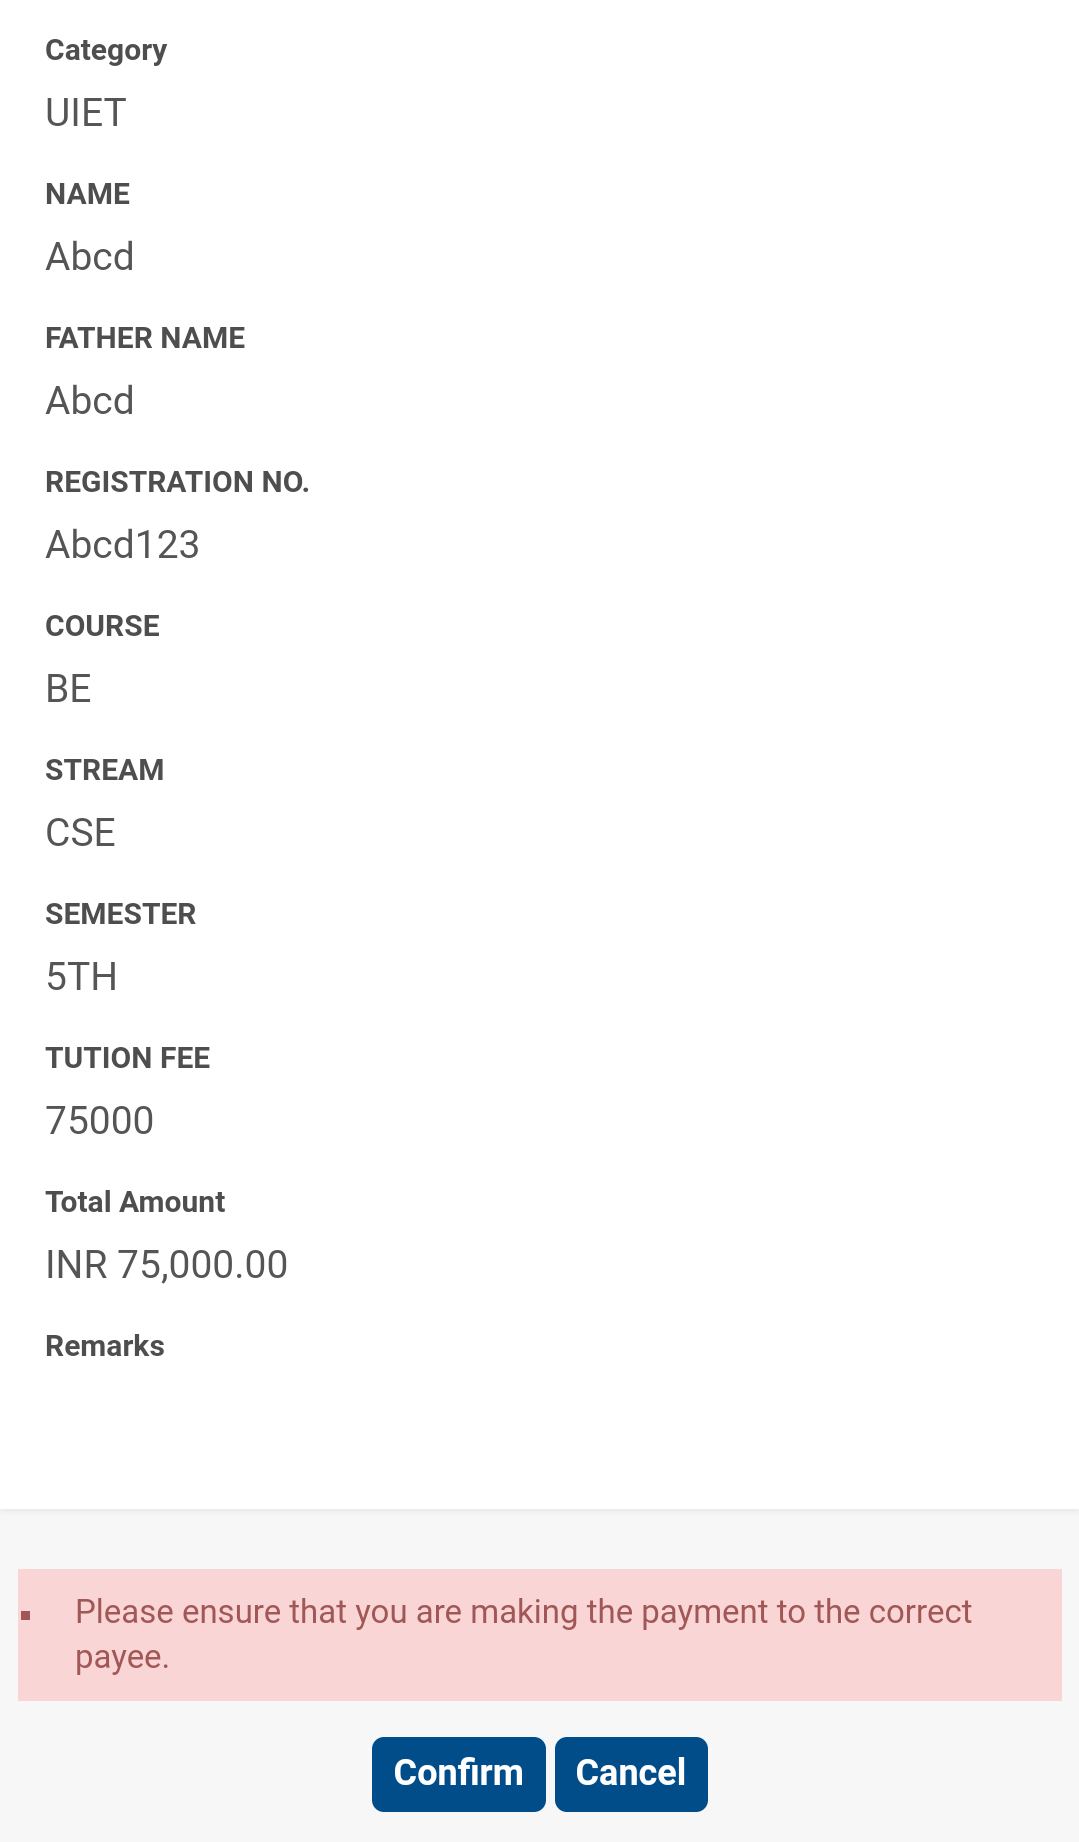 Category
UIET
NAME
Abcd
FATHER NAME
Abcd
REGISTRATION NO.
Abcd123
COURSE
BE
STREAM
CSE
SEMESTER
5TH
TUTION FEE
75000
Total Amount
INR 75,000.00
Remarks
Please ensure that you are making the payment to the correct
payee.
Confirm Cancel